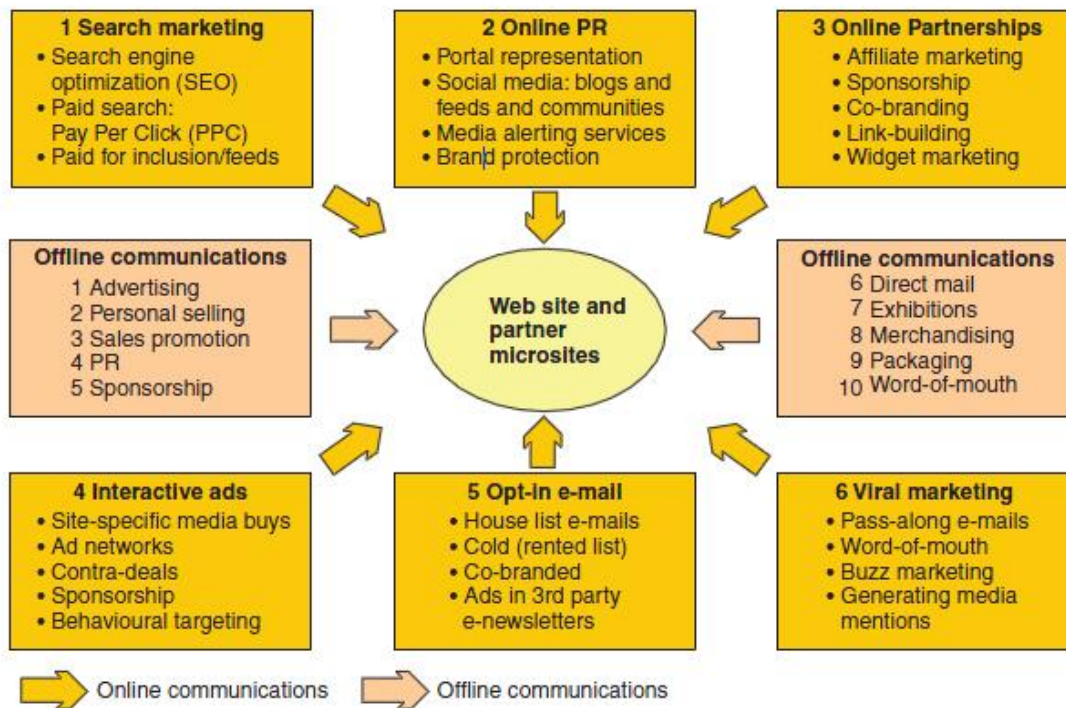 1 Search marketing
• Search engine
optimization (SEO)
• Paid search:
Pay Per Click (PPC)
• Paid for inclusion/feeds
2 Online PR
• Portal representation
• Social media: blogs and
feeds and communities
• Media alerting services
• Brand protection
3 Online Partnerships
• Affiliate marketing
• Sponsorship
• Co-branding
• Link-building
• Widget marketing
Offline communications
1 Advertising
2 Personal selling
3 Sales promotion
4 PR
5 Sponsorship
Web site and
partner
microsites
Offline communications
6 Direct mail
7 Exhibitions
8 Merchandising
9 Packaging
10 Word-of-mouth
4 Interactive ads
• Site-specific media buys
• Ad networks
• Contra-deals
• Sponsorship
• Behavioural targeting
5 Opt-in e-mail
• House list e-mails
• Cold (rented list)
• Co-branded
• Ads in 3rd party
e-newsletters
6 Viral marketing
• Pass-along e-mails
• Word-of-mouth
• Buzz marketing
• Generating media
mentions
Online communications
Offline communications